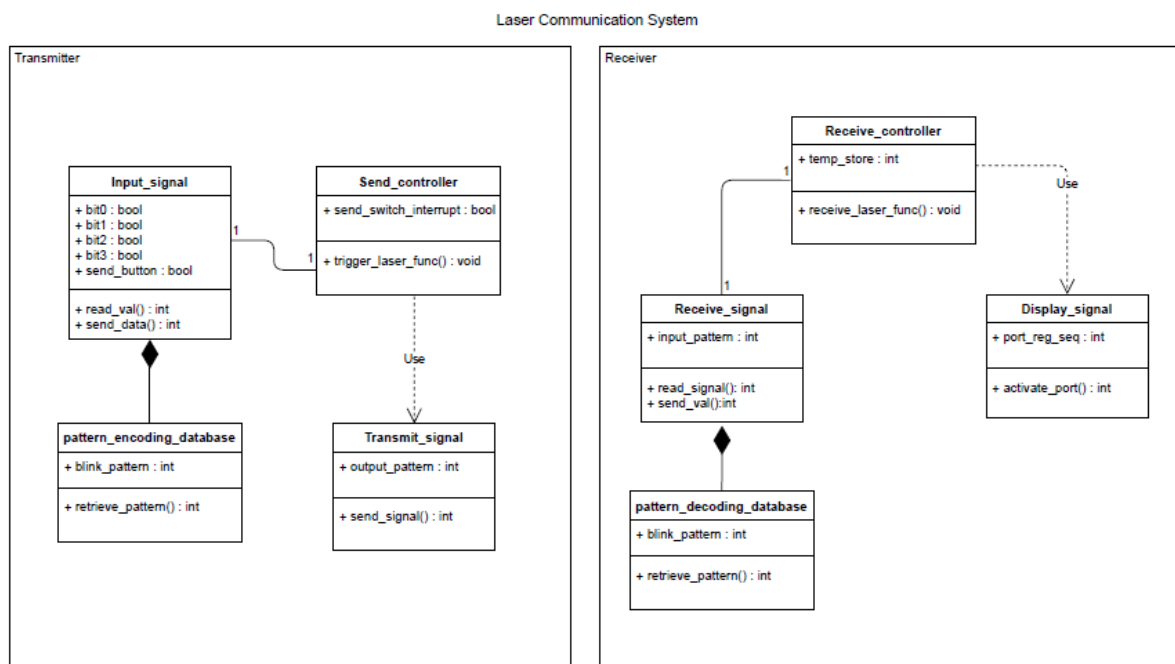 Laser Communication System
Transmitter
Input_signal
+ bit0 : bool
+ bit1 : bool
+ bit2 : bool
+ bit3 : bool
+ send_button : bool
+ read_val() : int
+ send_data() : int
1
1
Send_controller
+ send_switch_interrupt : bool
+ trigger_laser_func() : void
Use
pattern_encoding_database
+ blink_pattern : int
+ retrieve_pattern() : int
Transmit_signal
+ output_pattern : int
+ send_signal() : int
Receiver
Receive_controller
+ temp_store : int
+ receive_laser_func() : void
1
Use
1
Receive_signal
+ input_pattern : int
+ read_signal(): int
+ send_val():int
Display_signal
+ port_reg_seq : int
+ activate_port() : int
pattern_decoding_database
+ blink_pattern : int
+ retrieve_pattern() : int